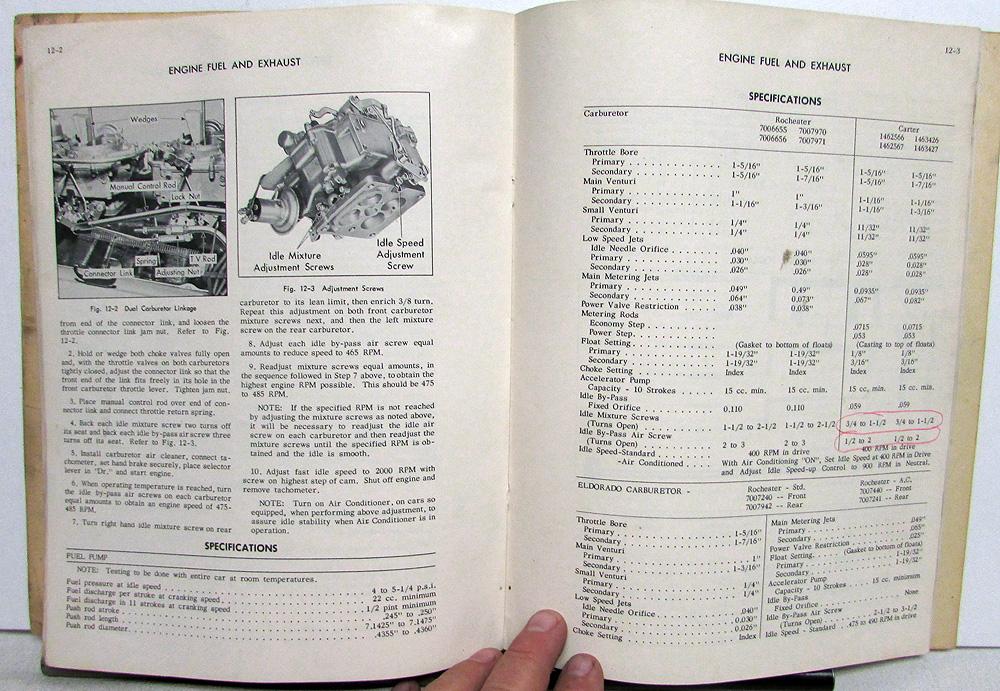 12-2
ENGINE FUEL AND EXHAUST
Wedges
Manual Control Rod
Lock Nut
Spring
T.V. Rod
Connector Link
Adjusting Nut
Idle Mixture
Adjustment Screws
Idle Speed
Adjustment
Screw
Fig. 12-2 Dual Carburetor Linkage
Fig. 12-3 Adjustment Screws
from end of the connector link, and loosen the
throttle connector link jam nut. Refer to Fig.
12-2.
2. Hold or wedge both choke valves fully open
and, with the throttle valves on both carburetors
tightly closed, adjust the connector link so that the
front end of link fits freely in its hole in the
front carburetor throttle lever. Tighten jam nut.
3. Place manual control rod over end of con-
nector link and connect throttle return spring.
4. Back each idle mixture screw two turns off
its seat and back each idle by-pass air screw three
turns off its seat. Refer to Fig. 12-3.
5. Install carburetor air cleaner, connect ta-
chometer, set hand brake securely, place selector
lever in "Dr." and start engine.
6. When operating temperature is reached, turn
the idle by-pass air screws on each carburetor
equal amounts to obtain an engine speed of 475-
485 RPM.
7. Turn right hand idle mixture screw on rear
carburetor to its lean limit, then enrich 3/8 turn.
Repeat this adjustment on both front carburetor
mixture screws next, and then the left mixture
screw on the rear carburetor.
8. Adjust each idle by-pass air screw equal
amounts to reduce speed to 465 RPM.
9. Readjust mixture screws equal amounts, in
the sequence followed in Step 7 above, to obtain the
highest engine RPM possible. This should be 475
to 485 RPM.
NOTE: If the specified RPM is not reached
by adjusting the mixture screws as noted above,
it will be necessary to readjust the idle air
screw on each carburetor and then readjust the
mixture screws until the specified RPM is ob-
tained and the idle is smooth.
10. Adjust fast idle speed to 2000 RPM with
screw on highest step of cam. Shut off engine and
remove tachometer.
NOTE: Turn on Air Conditioner, on cars so
equipped, when performing above adjustment, to
assure idle stability when Air Conditioner is in
operation.
SPECIFICATIONS
FUEL PUMP
NOTE: Testing to be done with entire car at room temperatures.
Fuel pressure at idle speed . . . 4 to 5-1/4 p.s.i.
Fuel discharge per stroke at cranking speed . . . 22 cc. minimum
Fuel discharge in 11 strokes at cranking speed . . . 1/2 pint minimum
Push rod stroke . . . .245" to .250"
Push rod length . . . 7.1425" to 7.1475"
Push rod diameter . . . .4355" to .4360"
12-3
ENGINE FUEL AND EXHAUST
SPECIFICATIONS
Carburetor Rochester Carter
7006655 7007970 1462566 1463426
7006656 7007971 1462567 1463427
Throttle Bore
Primary . . . 1-5/16" 1-5/16" 1-5/16" 1-5/16"
Secondary . . . 1-5/16" 1-7/16" 1-5/16" 1-7/16"
Main Venturi
Primary . . . 1" 1" 1-1/16" 1-1/16"
Secondary . . . 1-1/16" 1-3/16" 1-1/16" 1-3/16"
Small Venturi
Primary . . . 1/4" 1/4" 11/32" 11/32"
Secondary . . . 1/4" 1/4" 11/32" 11/32"
Low Speed Jets
Idle Needle Orifice . . . .040" .040" .0595" .0595"
Primary . . . .030" .030" .028" 0.028"
Secondary . . . .026" .026" .028" 0.028"
Main Metering Jets
Primary . . . .049" 0.49" 0.0935" 0.0935"
Secondary . . . .064" 0.073" .067" 0.082"
Power Valve Restriction . . . .038" 0.038"
Metering Rods
Economy Step . . . .0715 0.0715
Power Step. . . . .053 .053
Float Setting . . . (Gasket to bottom of floats) (Casting to top of floats)
Primary . . . 1-19/32" 1-19/32" 1/8" 1/8"
Secondary . . . 1-19/32" 1-19/32" 3/16" 3/16"
Choke Setting . . . Index Index Index Index
Accelerator Pump
Capacity - 10 Strokes . . . 15 cc. min. 15 cc. min. 15 cc. min. 15 cc. min.
Idle By-Pass
Fixed Orifice . . . 0.110 0.110 .059 .059
Idle Mixture Screws
(Turns Open) . . . 1-1/2 to 2-1/2 1-1/2 to 2-1/2 3/4 to 1-1/2 3/4 to 1-1/2
Idle By-Pass Air Screw
(Turns Open) . . . 2 to 3 2 to 3 1/2 to 2 1/2 to 2
Idle Speed-Standard . . . 400 RPM in drive 400 RPM in drive
-Air Conditioned . . . With Air Conditioning "ON", Set Idle Speed at 400 RPM in Drive
and Adjust Idle Speed-up Control to 900 RPM in Neutral.
ELDORADO CARBURETOR - Rochester - Std. Rochester - A.C.
7007240 -- Front 7007440 -- Front
7007942 -- Rear 7007241 -- Rear
Throttle Bore
Primary . . . 1-5/16"
Secondary . . . 1-7/16"
Main Venturi
Primary . . . 1"
Secondary . . . 1-3/16"
Small Venturi
Primary . . . 1/4"
Secondary . . . 1/4"
Low Speed Jets
Idle Needle Orifice . . . .040"
Primary . . . 0.030"
Secondary . . . 0.026"
Choke Setting . . . Index
Main Metering Jets
Primary . . . .049"
Secondary . . . .065"
Power Valve Restriction . . . .025"
Float Setting. . . . (Gasket to bottom of floats)
Primary . . . 1-19/32"
Secondary . . . 1-19/32"
Accelerator Pump
Capacity - 10 Strokes . . . 15 cc. minimum
Idle By-Pass
Fixed Orifice . . . None
Idle By-Pass Air Screw
(Turns Open) . . . 2-1/2 to 3-1/2
Idle Speed - Standard . . . 475 to 490 RPM in drive